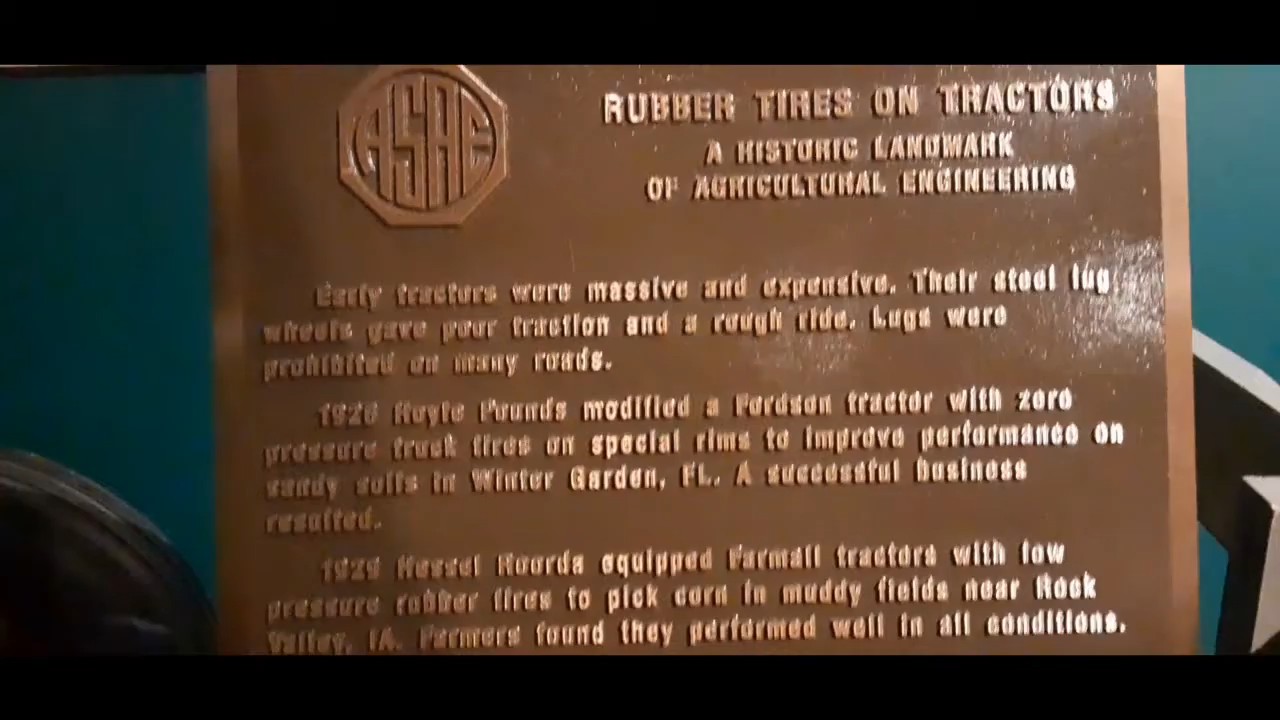 ASAE
RUBBER TIRES ON TRACTORS
A HISTORIC LANDMARK
OF AGRICULTURAL ENGINEERING
Early tractors were massive and expensive. Their steel lug
wheels gave poor traction and a rough ride. Lugs were
prohibited on many roads.
1926 Hoyle Pounds modified a Fordson tractor with zero
pressure truck tires on special rims to improve performance on
sandy soils in Winter Garden, FL. A successful business
resulted.
1929 Hessel Roorda equipped Farmall tractors with low
pressure rubber tires to pick corn in muddy fields near Rock
Valley, IA. Farmers found they performed well in all conditions.